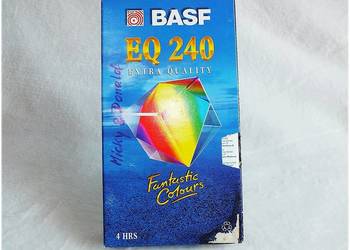 BASF
EQ 240
EXTRA QUALITY
Micky & Donald
Fantastic
Colours
4 HRS